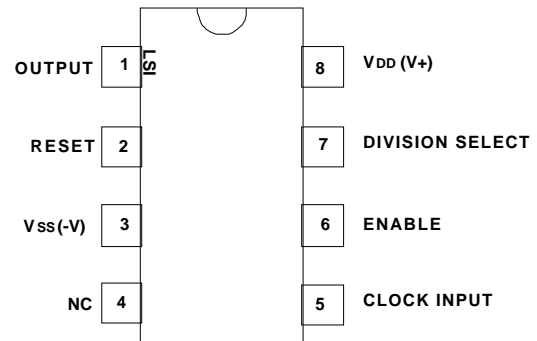 OUTPUT 1 LSI 8 VDD (V+)
RESET 2 7 DIVISION SELECT
VSS(-V) 3 6 ENABLE
NC 4 5 CLOCK INPUT